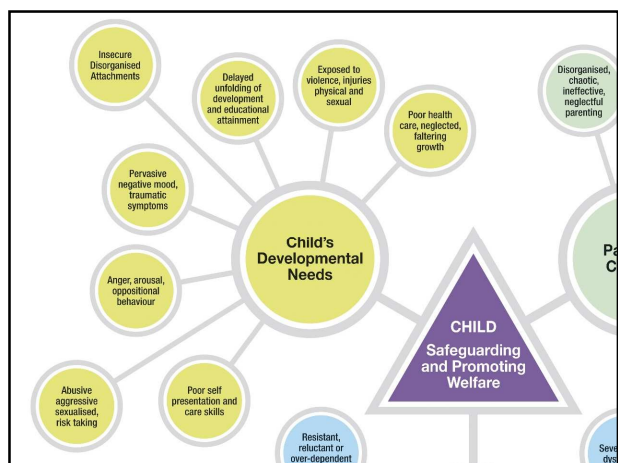 Insecure
Disorganised
Attachments
Delayed
unfolding of
development
and educational
attainment
Exposed to
violence, injuries
physical and
sexual
Poor health
care, neglected,
faltering
growth
Disorganised,
chaotic,
ineffective,
neglectful
parenting
Pervasive
negative mood,
traumatic
symptoms
Child's
Developmental
Needs
Anger, arousal,
oppositional
behaviour
CHILD
Safeguarding
and Promoting
Welfare
Abusive
aggressive
sexualised,
risk taking
Poor self
presentation and
care skills
Resistant,
reluctant or
over-dependent